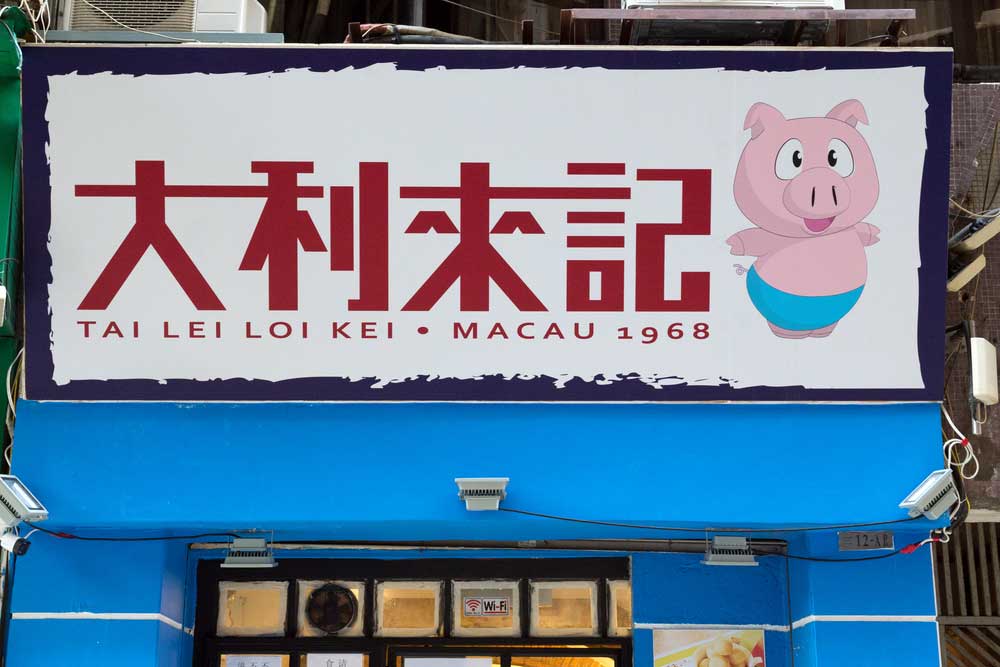 大利來記
TAI LEI LOI KEI • MACAU 1968
Wi-Fi